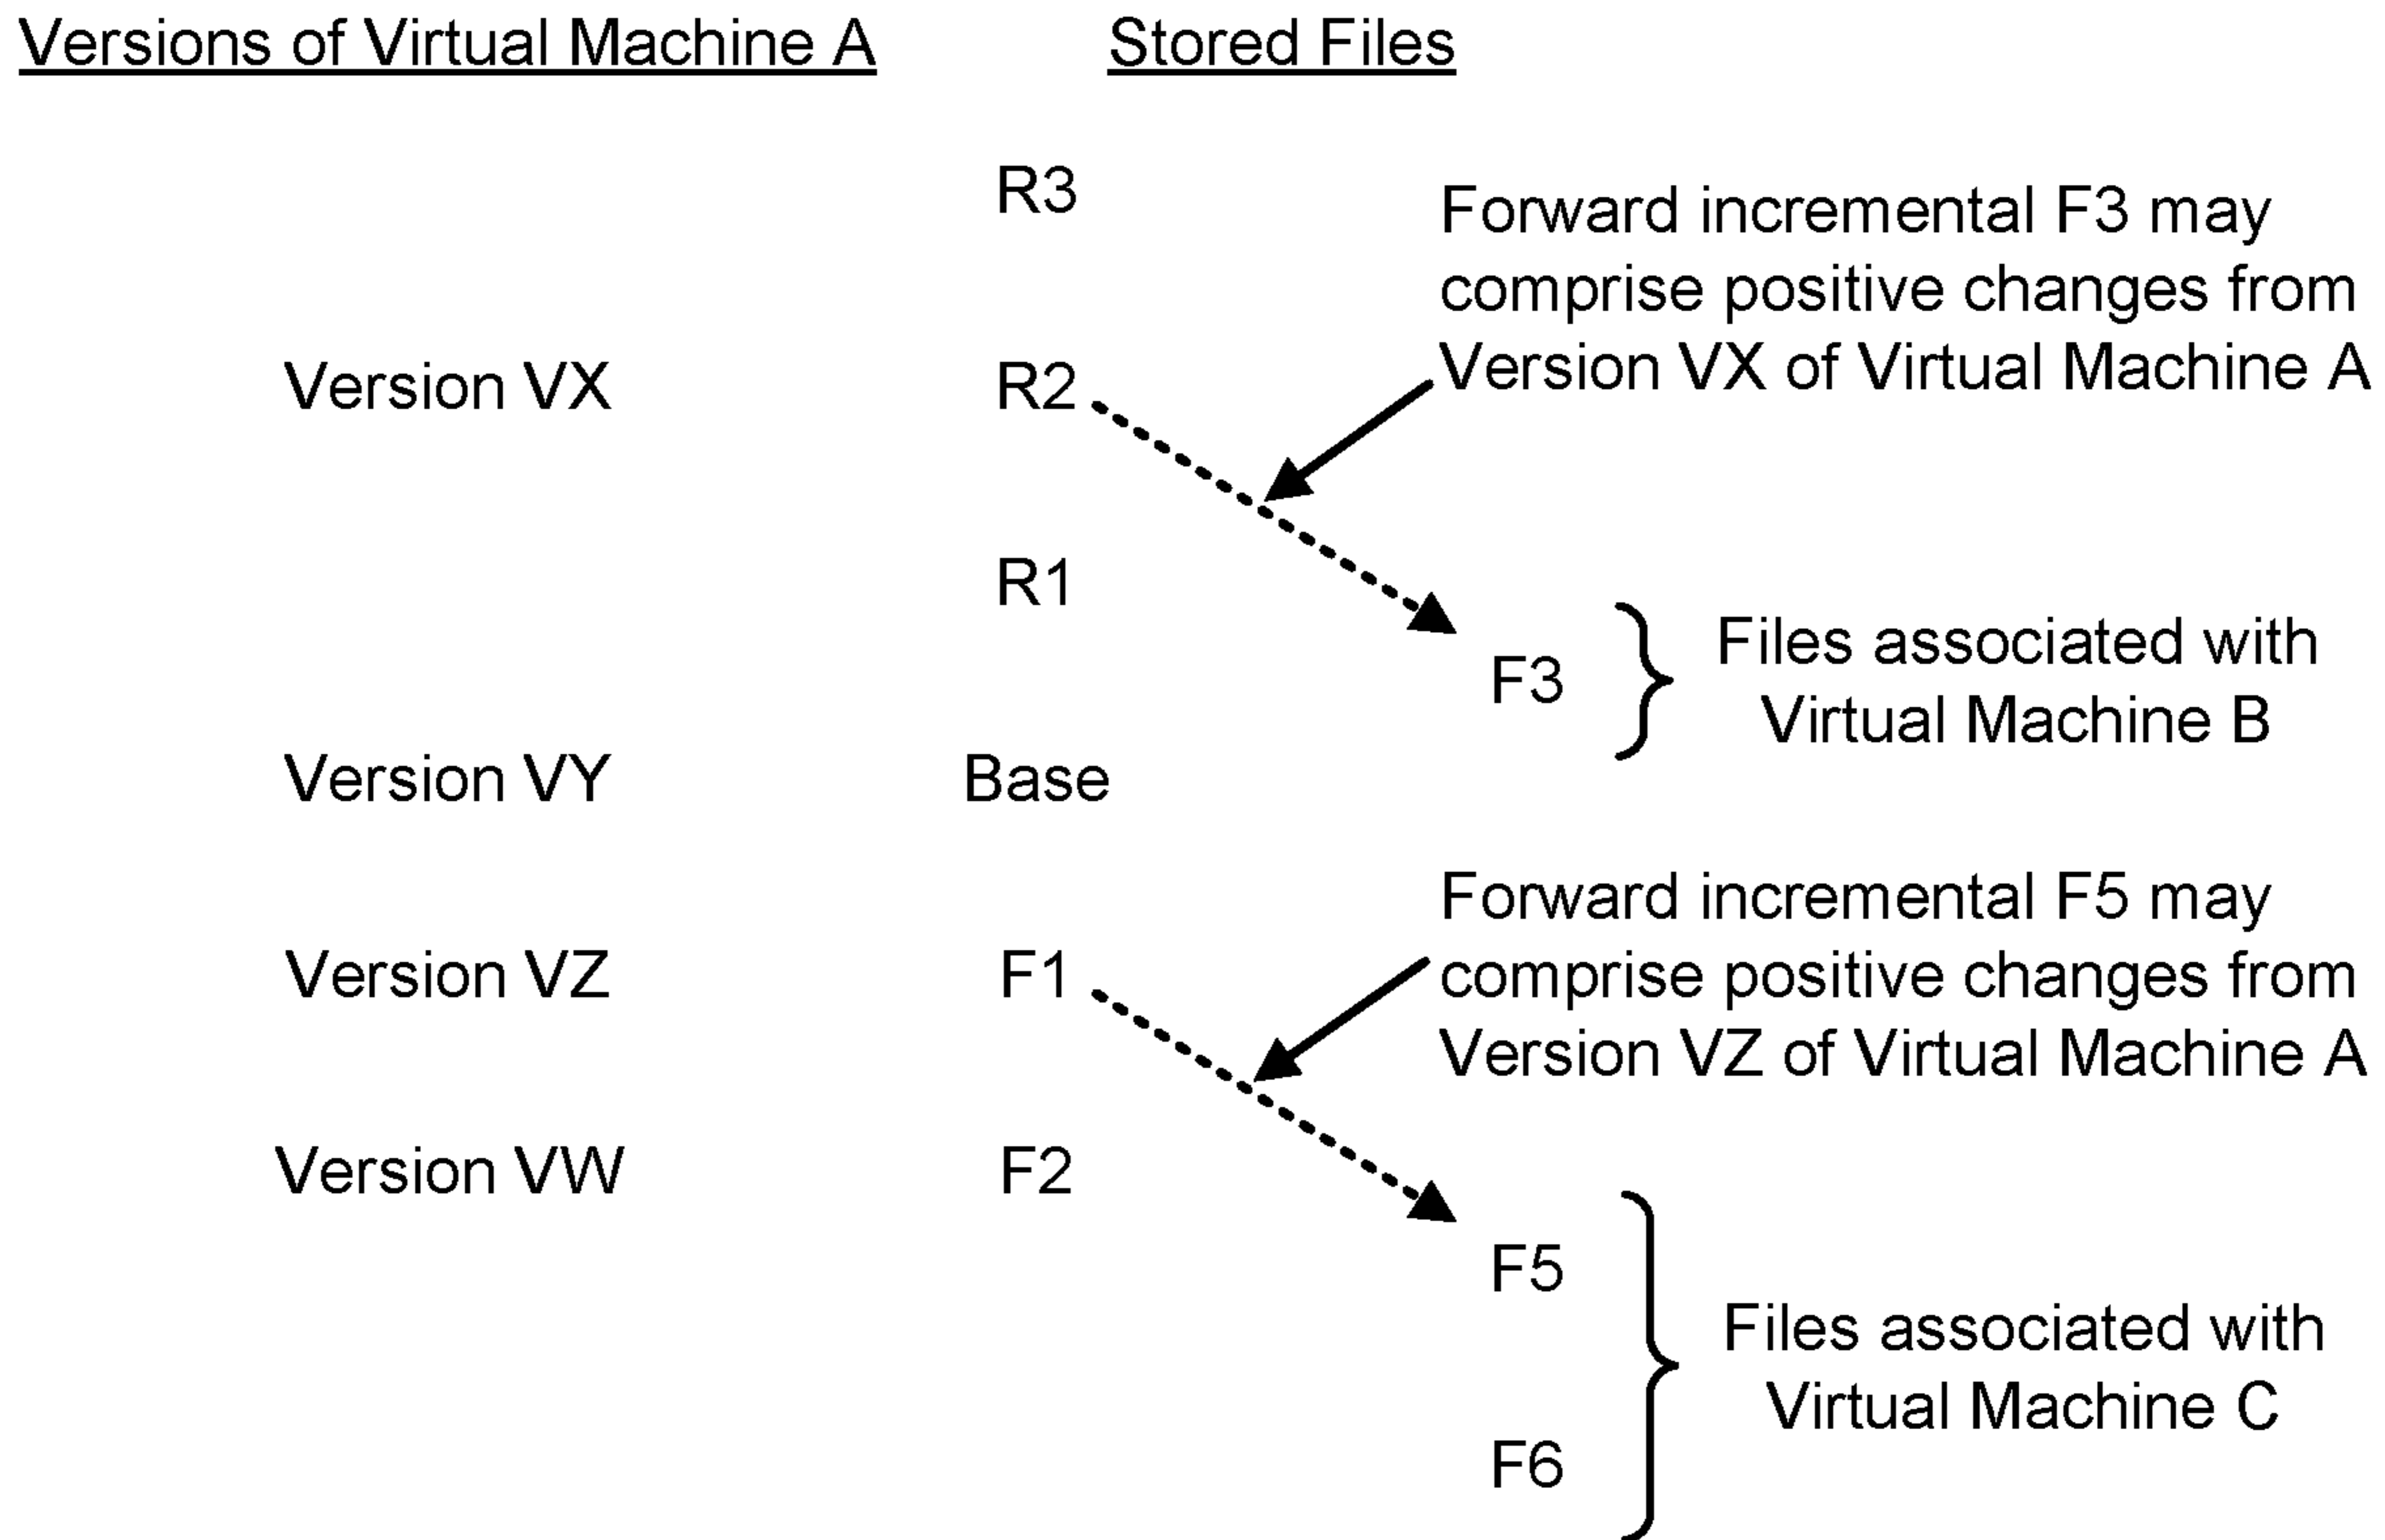 Versions of Virtual Machine A
Stored Files
R3
Forward incremental F3 may
comprise positive changes from
Version VX of Virtual Machine A
Version VX
R2
R1
F3
Files associated with
Virtual Machine B
Version VY
Base
Forward incremental F5 may
comprise positive changes from
Version VZ of Virtual Machine A
Version VZ
F1
Version VW
F2
F5
Files associated with
Virtual Machine C
F6